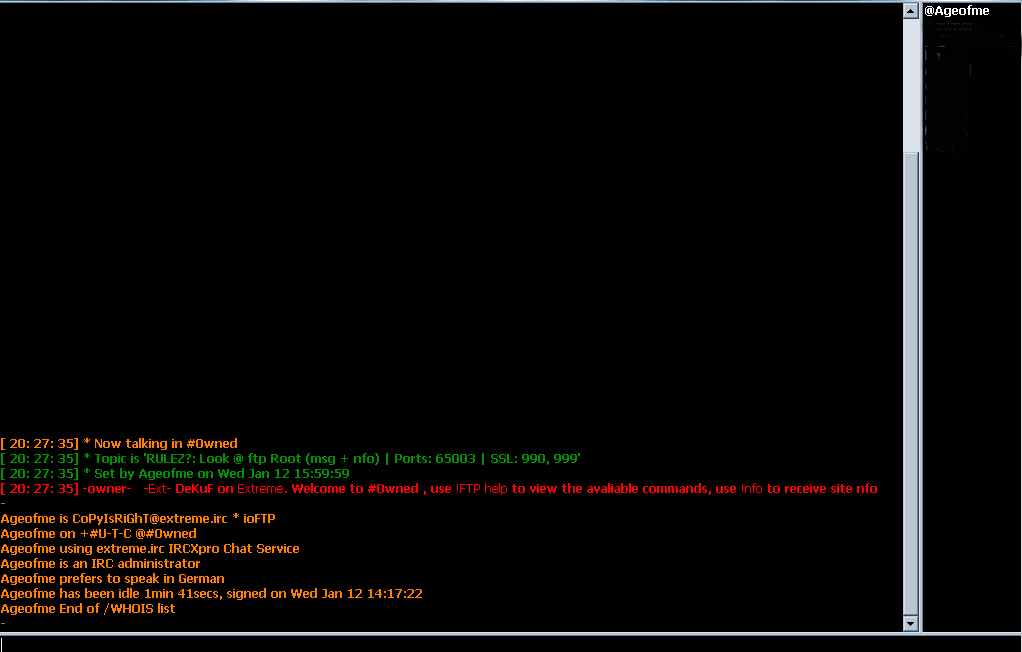 @Ageofme
[ 20: 27: 35] * Now talking in #0wned
[ 20: 27: 35] * Topic is 'RULEZ?: Look @ ftp Root (msg + nfo) | Ports: 65003 | SSL: 990, 999'
[ 20: 27: 35] * Set by Ageofme on Wed Jan 12 15:59:59
[ 20: 27: 35] -owner- -Ext- DeKuF on Extreme. Welcome to #0wned , use !FTP help to view the avaliable commands, use !nfo to receive site nfo
-
Ageofme is CoPyIsRiGhT@extreme.irc * ioFTP
Ageofme on +#U-T-C @#0wned
Ageofme using extreme.irc IRCXpro Chat Service
Ageofme is an IRC administrator
Ageofme prefers to speak in German
Ageofme has been idle 1min 41secs, signed on Wed Jan 12 14:17:22
Ageofme End of /WHOIS list
-